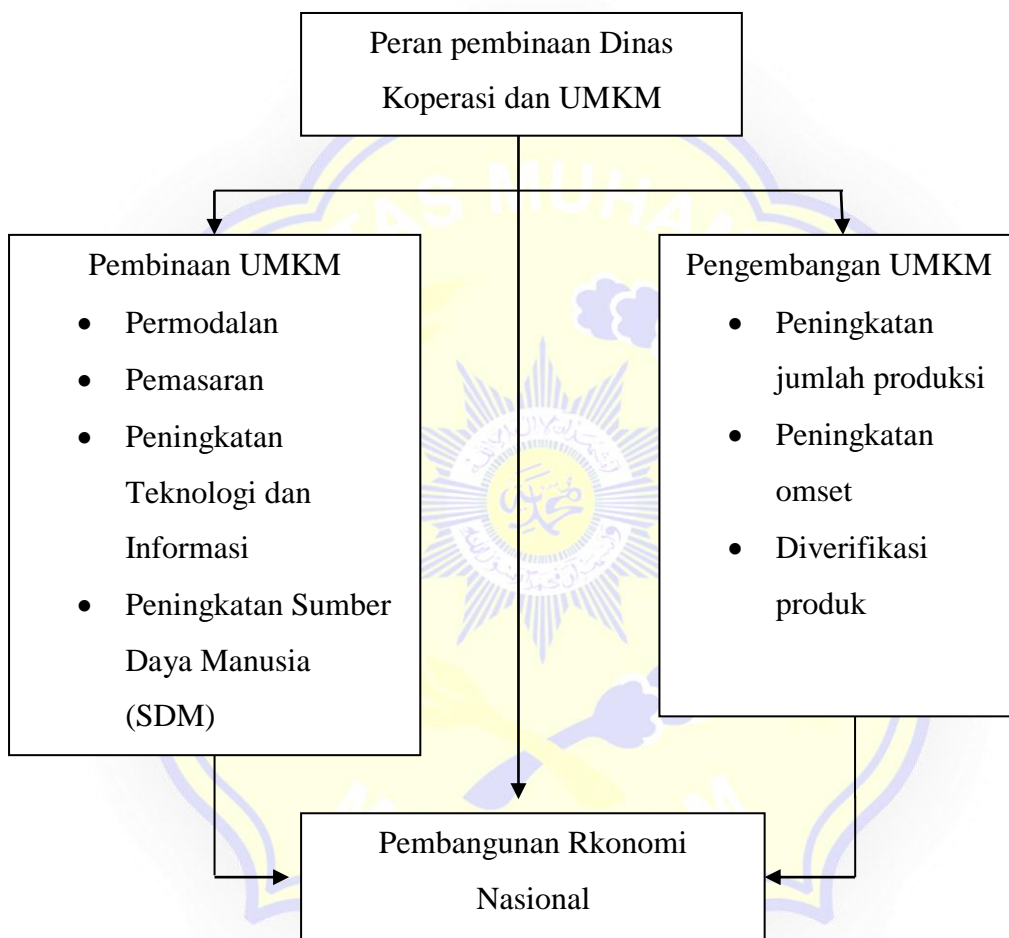 Peran pembinaan Dinas
Koperasi dan UMKM
Pembinaan UMKM
• Permodalan
• Pemasaran
• Peningkatan
Teknologi dan
Informasi
• Peningkatan Sumber
Daya Manusia
(SDM)
Pengembangan UMKM
• Peningkatan
jumlah produksi
• Peningkatan
omset
• Diverifikasi
produk
Pembangunan Rkonomi
Nasional